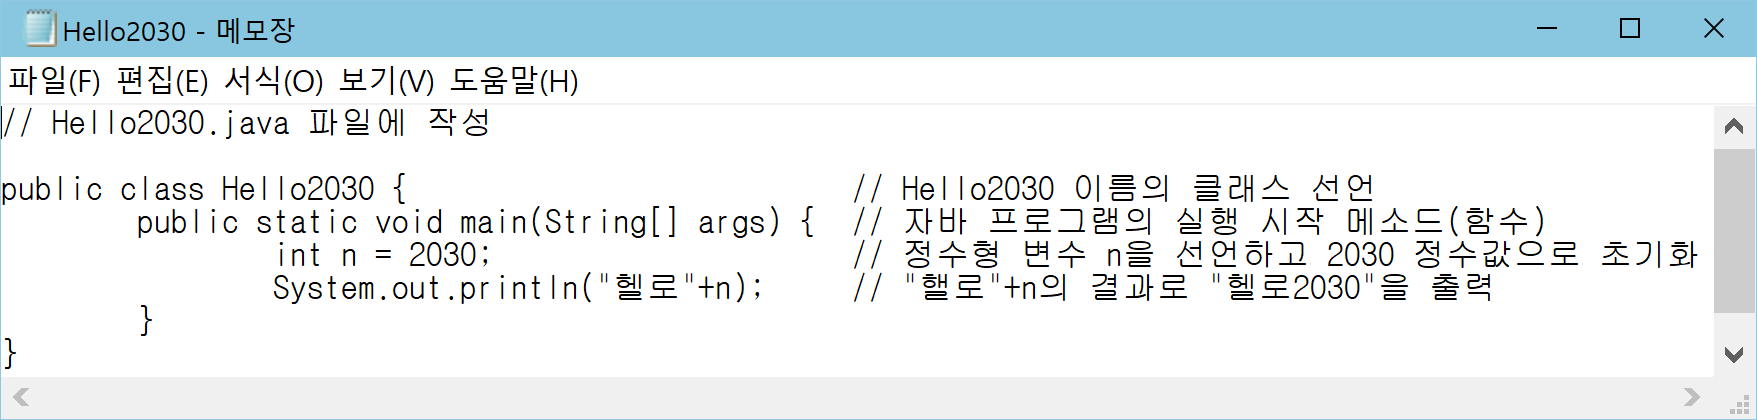 Hello2030 - 메모장
파일(F) 편집(E) 서식(O) 보기(V) 도움말(H)
// Hello2030.java 파일에 작성
public class Hello2030 { // Hello2030 이름의 클래스 선언
public static void main(String[] args) { // 자바 프로그램의 실행 시작 메소드(함수)
int n = 2030; // 정수형 변수 n을 선언하고 2030 정수값으로 초기화
System.out.println("헬로"+n); // "핼로"+n의 결과로 "헬로2030"을 출력
}
}